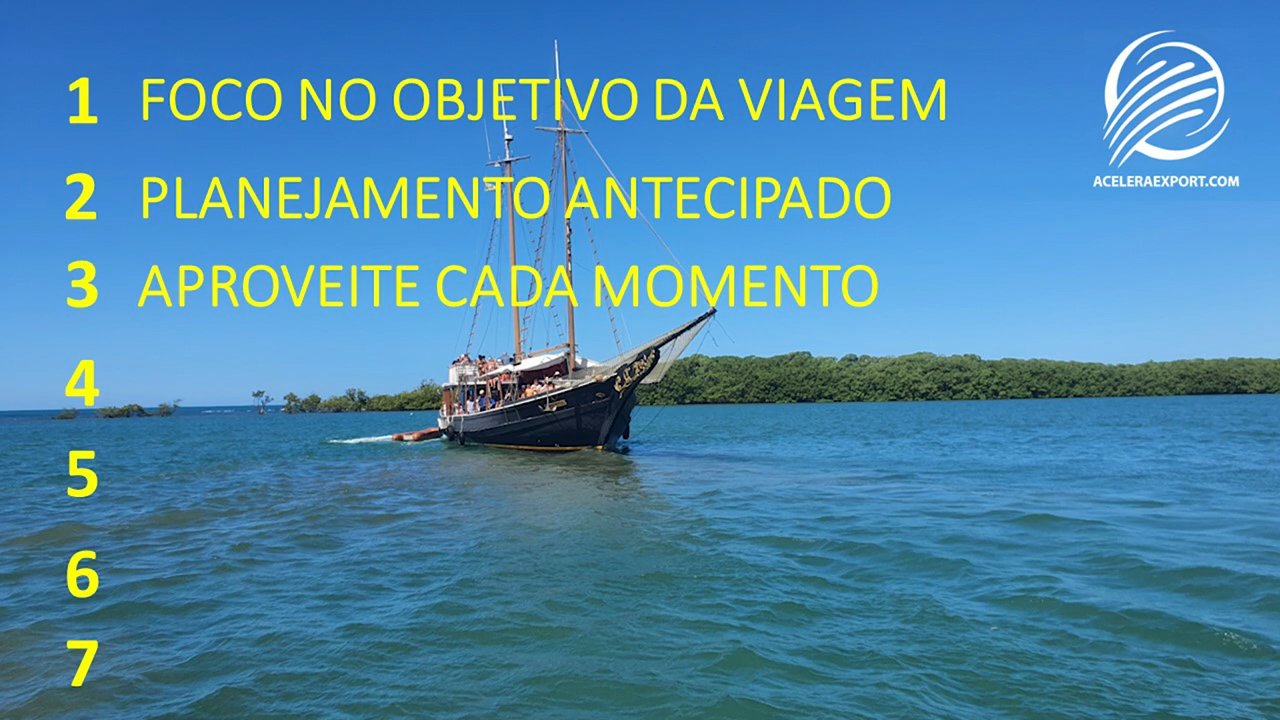 1 FOCO NO OBJETIVO DA VIAGEM
2 PLANEJAMENTO ANTECIPADO
3 APROVEITE CADA MOMENTO
4
5
6
7
ACELERAEXPORT.COM